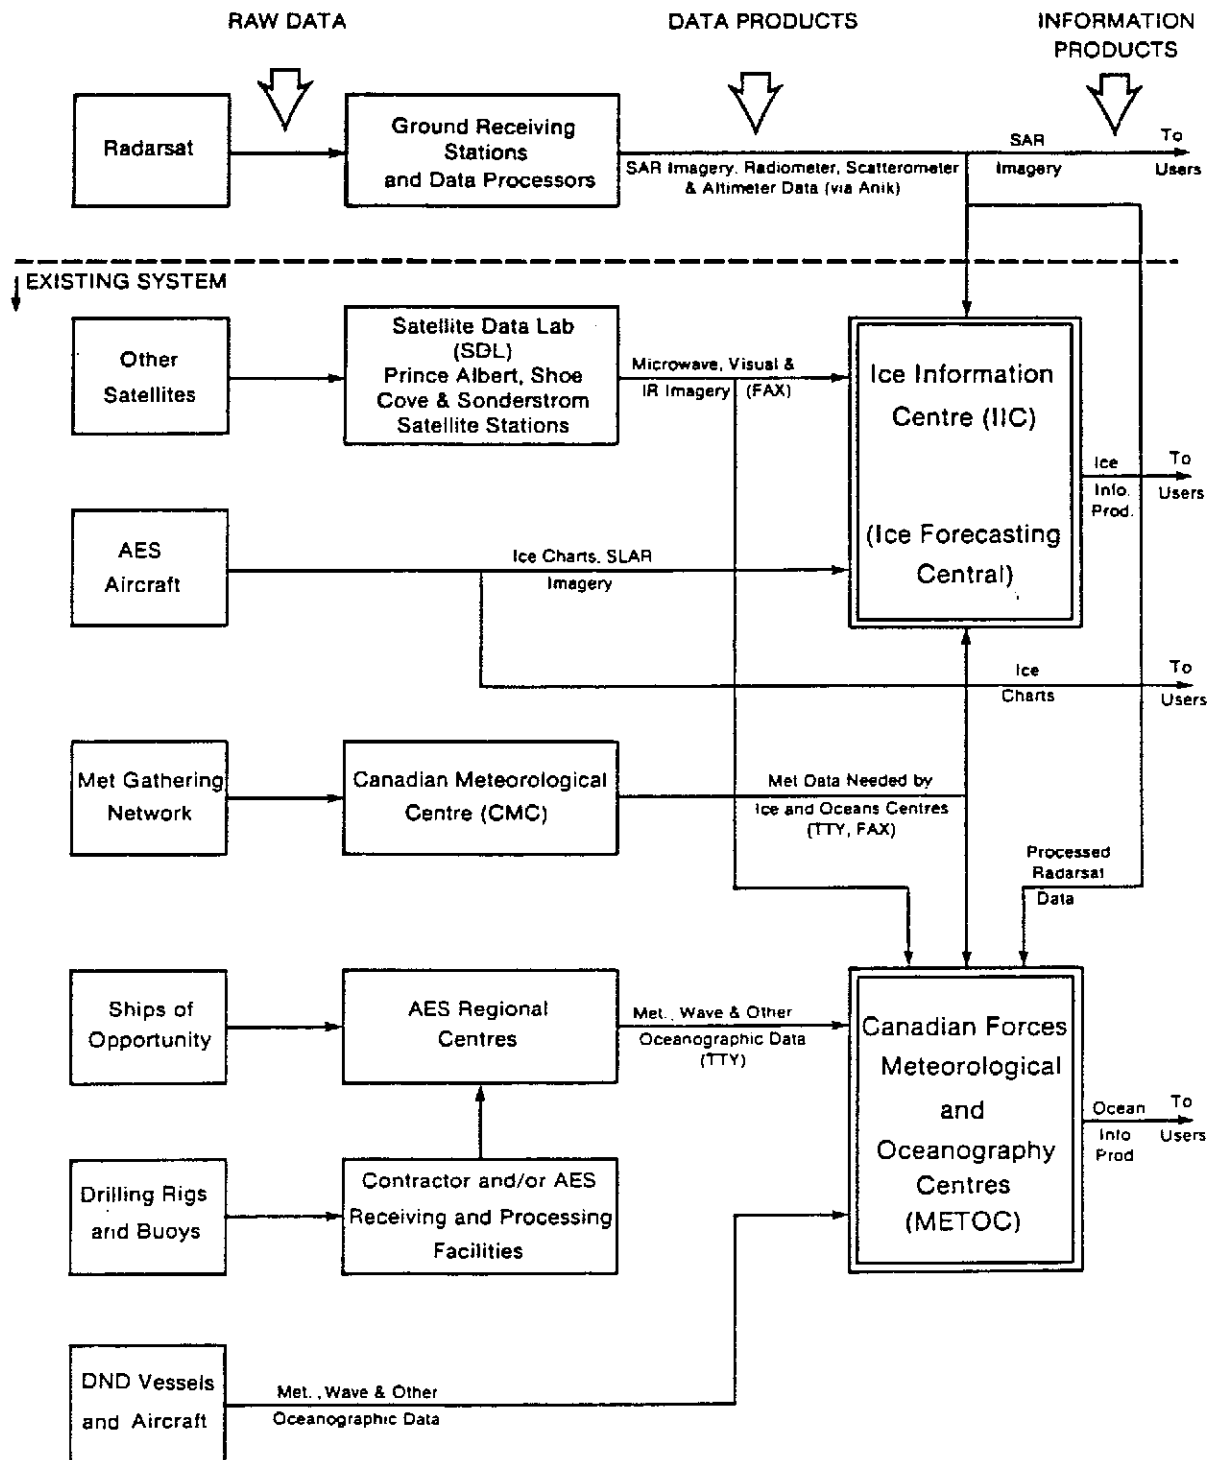 RAW DATA
DATA PRODUCTS
INFORMATION
PRODUCTS
Radarsat
Ground Receiving
Stations
and Data Processors
SAR Imagery, Radiometer, Scatterometer
& Altimeter Data (via Anik)
SAR
Imagery
To
Users
EXISTING SYSTEM
Other
Satellites
Satellite Data Lab
(SDL)
Prince Albert, Shoe
Cove & Sonderstrom
Satellite Stations
Microwave, Visual &
IR Imagery (FAX)
Ice Information
Centre (IIC)
(Ice Forecasting
Central)
Ice
Info.
Prod.
To
Users
AES
Aircraft
Ice Charts, SLAR
Imagery
Ice
Charts
To
Users
Met Gathering
Network
Canadian Meteorological
Centre (CMC)
Met Data Needed by
Ice and Oceans Centres
(TTY, FAX)
Processed
Radarsat
Data
Ships of
Opportunity
AES Regional
Centres
Met., Wave & Other
Oceanographic Data
(TTY)
Canadian Forces
Meteorological
and
Oceanography
Centres
(METOC)
Ocean
Info
Prod
To
Users
Drilling Rigs
and Buoys
Contractor and/or AES
Receiving and Processing
Facilities
DND Vessels
and Aircraft
Met., Wave & Other
Oceanographic Data